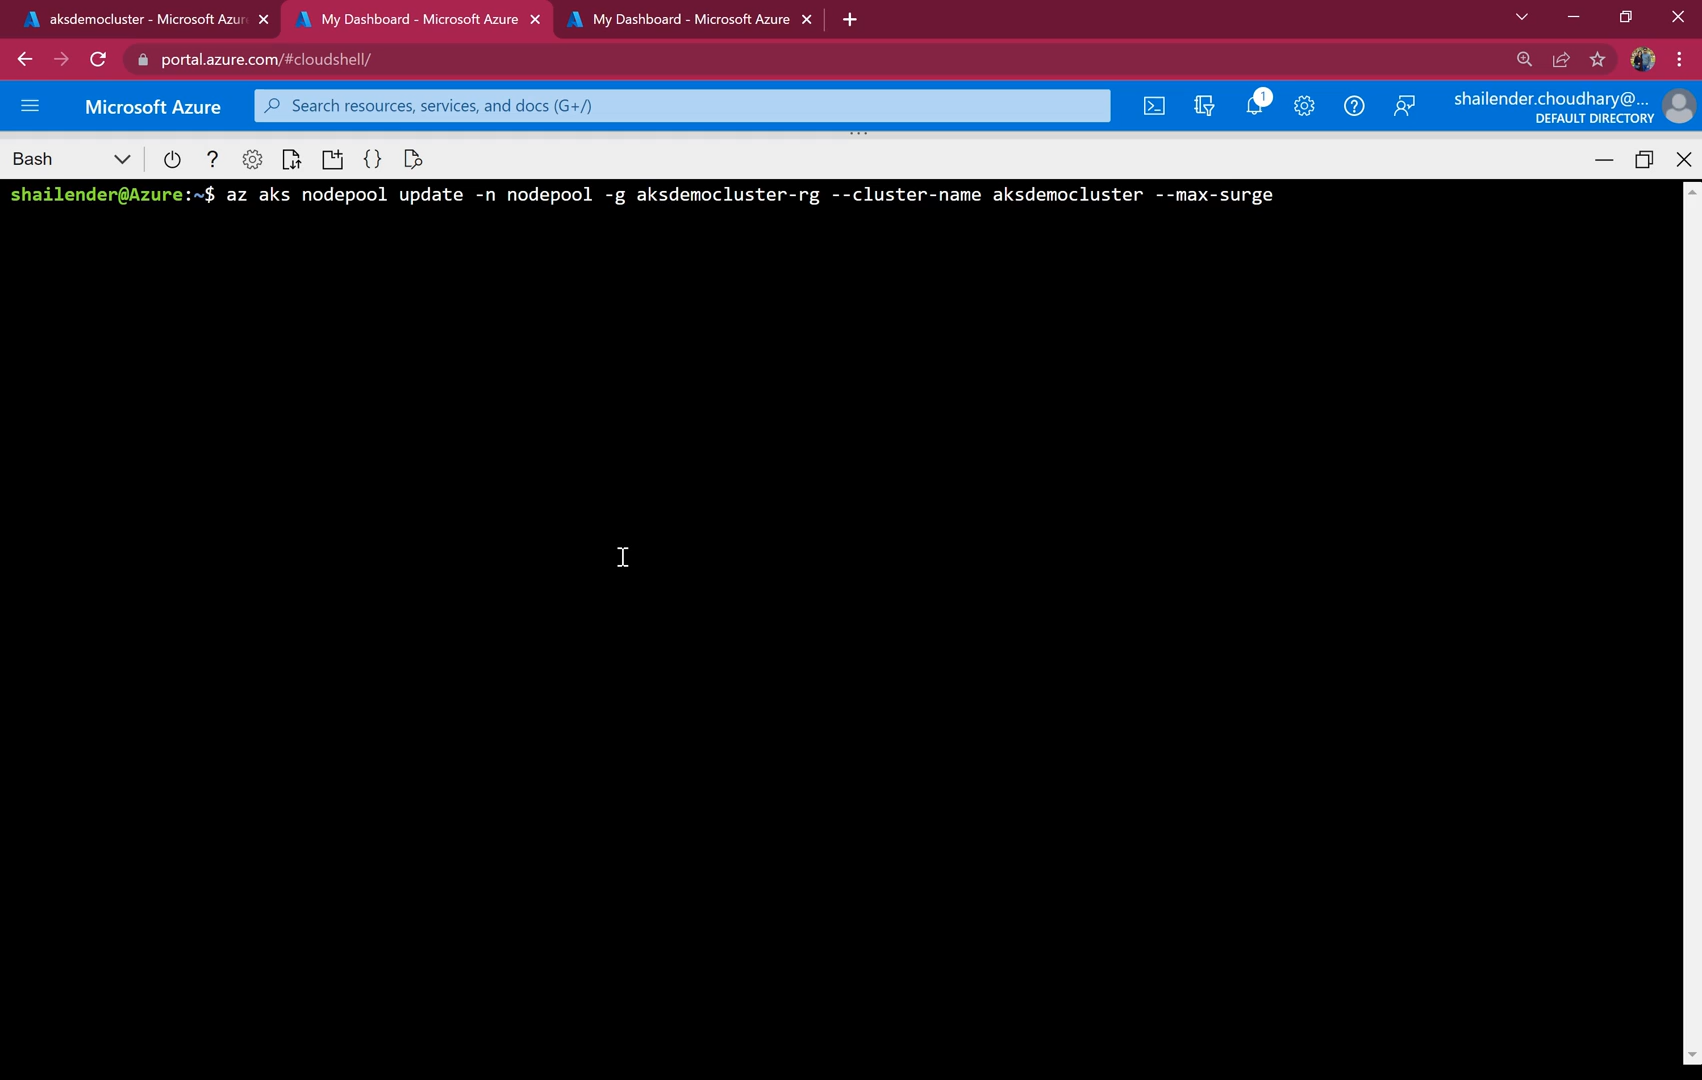 aksdemocluster - Microsoft Azur
My Dashboard - Microsoft Azure
My Dashboard - Microsoft Azure
portal.azure.com/#cloudshell/
Microsoft Azure
Search resources, services, and docs (G+/)
1
shailender.choudhary@...
DEFAULT DIRECTORY
Bash
shailender@Azure:~$ az aks nodepool update -n nodepool -g aksdemocluster-rg --cluster-name aksdemocluster --max-surge